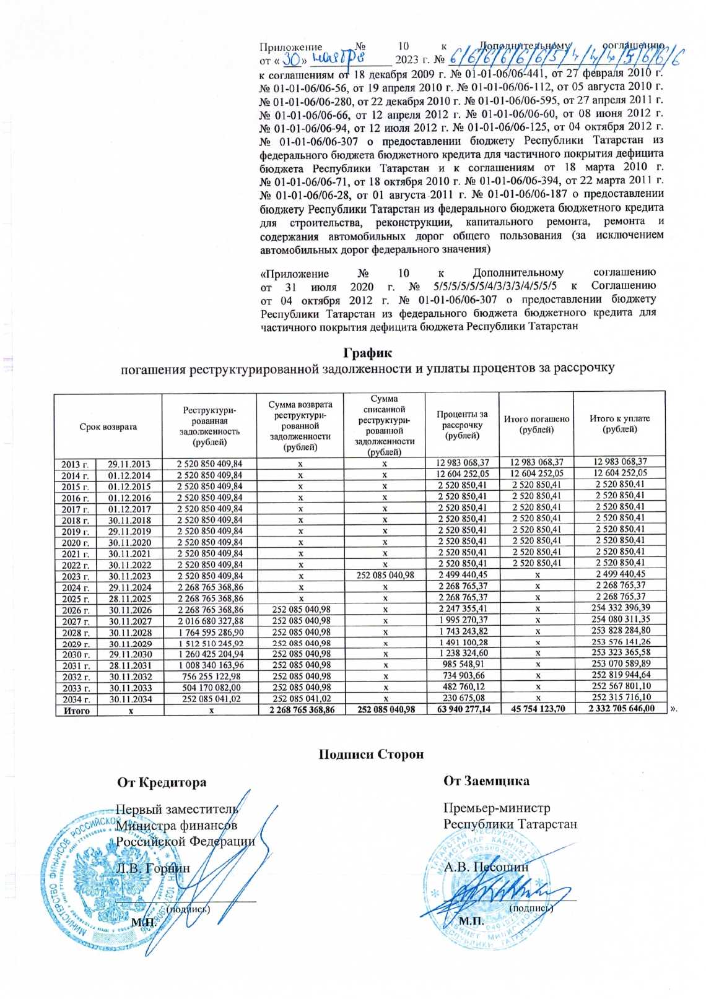 Приложение № 10 к Дополнительному соглашению
от «30» ноября 2023 г. № 6/6/6/6/6/6/5/4/4/4/5/6/6/6
к соглашениям от 18 декабря 2009 г. № 01-01-06/06-441, от 27 февраля 2010 г.
№ 01-01-06/06-56, от 19 апреля 2010 г. № 01-01-06/06-112, от 05 августа 2010 г.
№ 01-01-06/06-280, от 22 декабря 2010 г. № 01-01-06/06-595, от 27 апреля 2011 г.
№ 01-01-06/06-66, от 12 апреля 2012 г. № 01-01-06/06-60, от 08 июня 2012 г.
№ 01-01-06/06-94, от 12 июля 2012 г. № 01-01-06/06-125, от 04 октября 2012 г.
№ 01-01-06/06-307 о предоставлении бюджету Республики Татарстан из
федерального бюджета бюджетного кредита для частичного покрытия дефицита
бюджета Республики Татарстан и к соглашениям от 18 марта 2010 г.
№ 01-01-06/06-71, от 18 октября 2010 г. № 01-01-06/06-394, от 22 марта 2011 г.
№ 01-01-06/06-28, от 01 августа 2011 г. № 01-01-06/06-187 о предоставлении
бюджету Республики Татарстан из федерального бюджета бюджетного кредита
для строительства, реконструкции, капитального ремонта, ремонта и
содержания автомобильных дорог общего пользования (за исключением
автомобильных дорог федерального значения)
«Приложение № 10 к Дополнительному соглашению
от 31 июля 2020 г. № 5/5/5/5/5/5/4/3/3/3/4/5/5/5 к Соглашению
от 04 октября 2012 г. № 01-01-06/06-307 о предоставлении бюджету
Республики Татарстан из федерального бюджета бюджетного кредита для
частичного покрытия дефицита бюджета Республики Татарстан
График
погашения реструктурированной задолженности и уплаты процентов за рассрочку
Срок возврата | Реструктури-рованная задолженность (рублей) | Сумма возврата реструктури-рованной задолженности (рублей) | Сумма списанной реструктури-рованной задолженности (рублей) | Проценты за рассрочку (рублей) | Итого погашено (рублей) | Итого к уплате (рублей)
2013 г. 29.11.2013 2 520 850 409,84 x x 12 983 068,37 12 983 068,37 12 983 068,37
2014 г. 01.12.2014 2 520 850 409,84 x x 12 604 252,05 12 604 252,05 12 604 252,05
2015 г. 01.12.2015 2 520 850 409,84 x x 2 520 850,41 2 520 850,41 2 520 850,41
2016 г. 01.12.2016 2 520 850 409,84 x x 2 520 850,41 2 520 850,41 2 520 850,41
2017 г. 01.12.2017 2 520 850 409,84 x x 2 520 850,41 2 520 850,41 2 520 850,41
2018 г. 30.11.2018 2 520 850 409,84 x x 2 520 850,41 2 520 850,41 2 520 850,41
2019 г. 29.11.2019 2 520 850 409,84 x x 2 520 850,41 2 520 850,41 2 520 850,41
2020 г. 30.11.2020 2 520 850 409,84 x x 2 520 850,41 2 520 850,41 2 520 850,41
2021 г. 30.11.2021 2 520 850 409,84 x x 2 520 850,41 2 520 850,41 2 520 850,41
2022 г. 30.11.2022 2 520 850 409,84 x x 2 520 850,41 2 520 850,41 2 520 850,41
2023 г. 30.11.2023 2 520 850 409,84 x 252 085 040,98 2 499 440,45 x 2 499 440,45
2024 г. 29.11.2024 2 268 765 368,86 x x 2 268 765,37 x 2 268 765,37
2025 г. 28.11.2025 2 268 765 368,86 x x 2 268 765,37 x 2 268 765,37
2026 г. 30.11.2026 2 268 765 368,86 252 085 040,98 x 2 247 355,41 x 254 332 396,39
2027 г. 30.11.2027 2 016 680 327,88 252 085 040,98 x 1 995 270,37 x 254 080 311,35
2028 г. 30.11.2028 1 764 595 286,90 252 085 040,98 x 1 743 243,82 x 253 828 284,80
2029 г. 30.11.2029 1 512 510 245,92 252 085 040,98 x 1 491 100,28 x 253 576 141,26
2030 г. 29.11.2030 1 260 425 204,94 252 085 040,98 x 1 238 324,60 x 253 323 365,58
2031 г. 28.11.2031 1 008 340 163,96 252 085 040,98 x 985 548,91 x 253 070 589,89
2032 г. 30.11.2032 756 255 122,98 252 085 040,98 x 734 903,66 x 252 819 944,64
2033 г. 30.11.2033 504 170 082,00 252 085 040,98 x 482 760,12 x 252 567 801,10
2034 г. 30.11.2034 252 085 041,02 252 085 041,02 x 230 675,08 x 252 315 716,10
Итого x x 2 268 765 368,86 252 085 040,98 63 940 277,14 45 754 123,70 2 332 705 646,00 ».
Подписи Сторон
От Кредитора
Первый заместитель
Министра финансов
Российской Федерации
Л.В. Горнин
(подпись)
М.П.
МИНИСТЕРСТВО ФИНАНСОВ РОССИЙСКОЙ ФЕДЕРАЦИИ
От Заемщика
Премьер-министр
Республики Татарстан
А.В. Песошин
(подпись)
М.П.
ТАТАРСТАН РЕСПУБЛИКАСЫ
МИНИСТРЛАР КАБИНЕТЫ
КАБИНЕТ МИНИСТРОВ
РЕСПУБЛИКИ ТАТАРСТАН